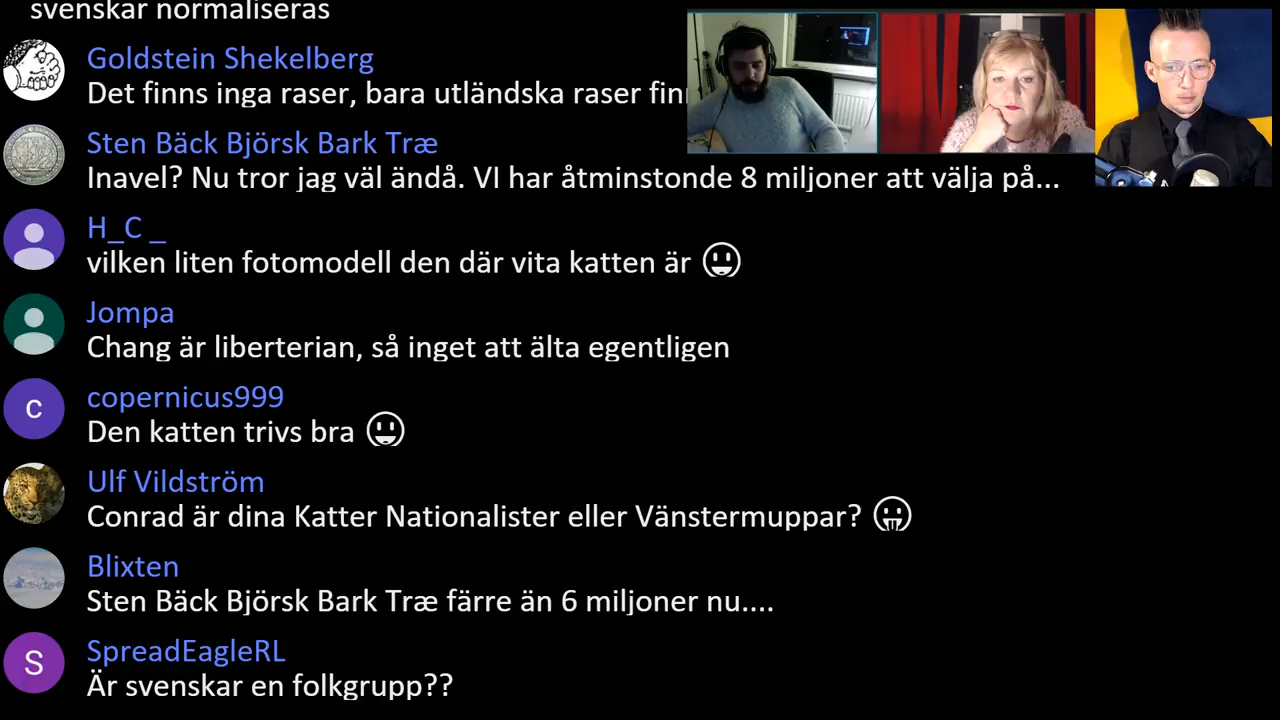 svenskar normaliseras
Goldstein Shekelberg
Det finns inga raser, bara utländska raser fin
Sten Bäck Björsk Bark Træ
Inavel? Nu tror jag väl ändå. VI har åtminstonde 8 miljoner att välja på...
H_C _
vilken liten fotomodell den där vita katten är
Jompa
Chang är liberterian, så inget att älta egentligen
C
copernicus999
Den katten trivs bra
Ulf Vildström
Conrad är dina Katter Nationalister eller Vänstermuppar?
Blixten
Sten Bäck Björsk Bark Træ färre än 6 miljoner nu....
S
SpreadEagleRL
Är svenskar en folkgrupp??